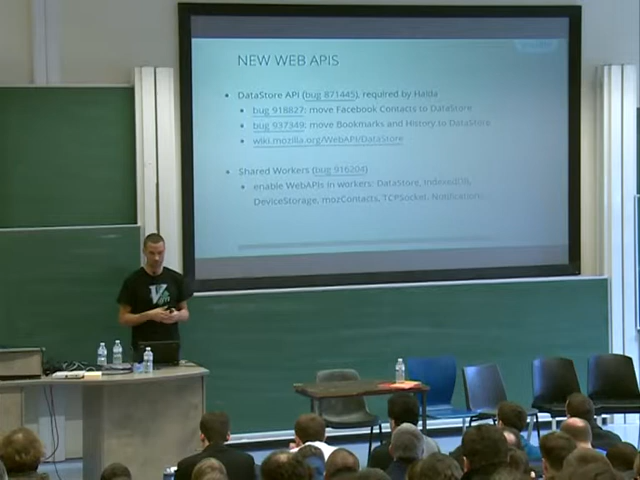 NEW WEB APIS
• DataStore API (bug 871445), required by Haida
• bug 918827: move Facebook Contacts to DataStore
• bug 937349: move Bookmarks and History to DataStore
• wiki.mozilla.org/WebAPI/DataStore
• Shared Workers (bug 916204)
• enable WebAPIs in workers: DataStore, IndexedDB,
DeviceStorage, mozContacts, TCPSocket, Notifications